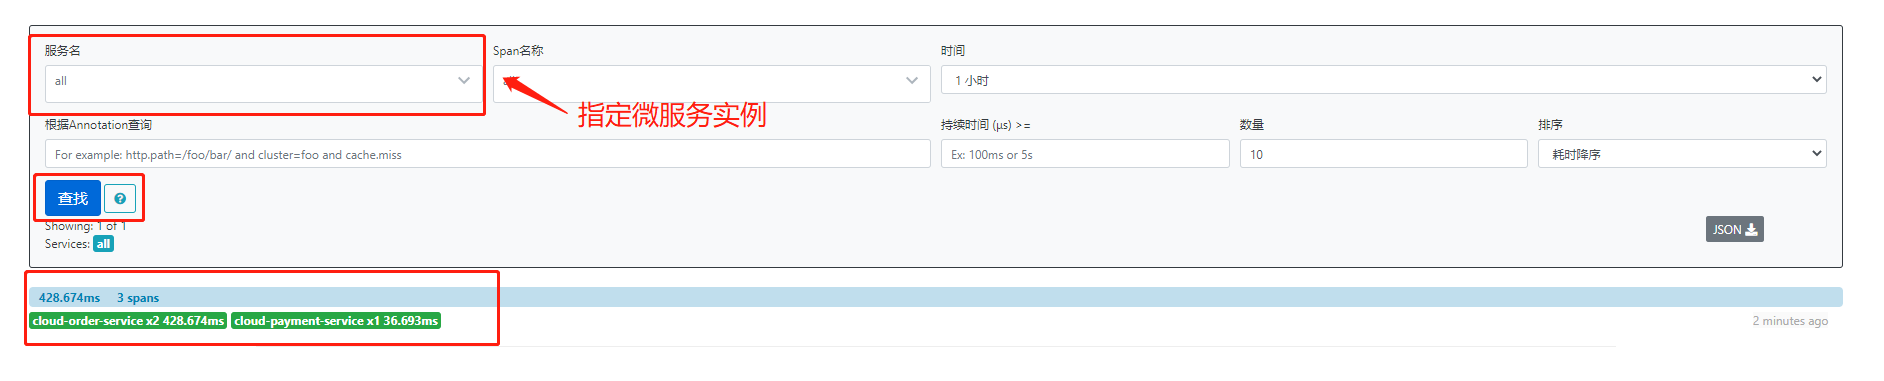 服务名
Span名称
时间
all
1 小时
指定微服务实例
根据Annotation查询
持续时间 (μs) >=
数量
排序
For example: http.path=/foo/bar/ and cluster=foo and cache.miss
Ex: 100ms or 5s
10
耗时降序
查找
Showing: 1 of 1
Services: all
JSON
428.674ms 3 spans
cloud-order-service x2 428.674ms cloud-payment-service x1 36.693ms
2 minutes ago